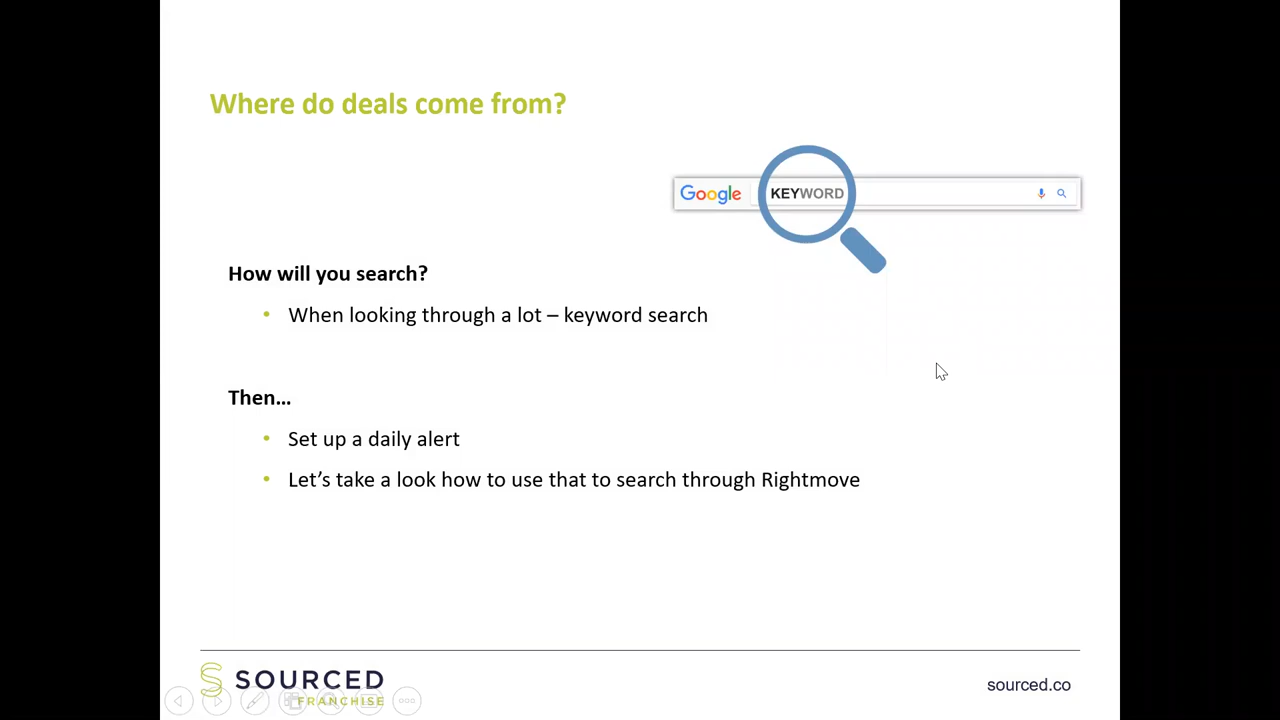 Where do deals come from?
Google KEYWORD
How will you search?
• When looking through a lot – keyword search
Then...
• Set up a daily alert
• Let’s take a look how to use that to search through Rightmove
SOURCED
FRANCHISE
sourced.co